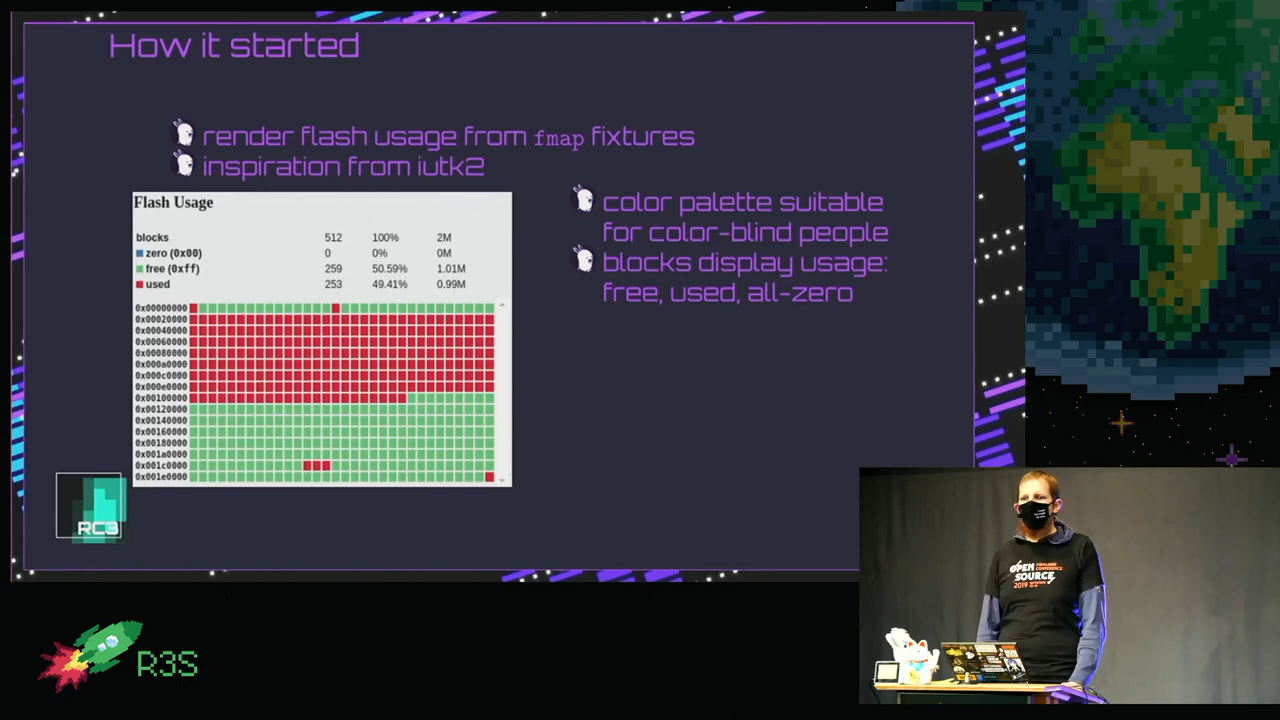 How it started
render flash usage from fmap fixtures
inspiration from iutk2
Flash Usage
blocks 512 100% 2M
zero (0x00) 0 0% 0M
free (0xff) 259 50.59% 1.01M
used 253 49.41% 0.99M
0x00000000
0x00020000
0x00040000
0x00060000
0x00080000
0x000a0000
0x000c0000
0x000e0000
0x00100000
0x00120000
0x00140000
0x00160000
0x00180000
0x001a0000
0x001c0000
0x001e0000
color palette suitable
for color-blind people
blocks display usage:
free, used, all-zero
RC3
R3S
OPEN
SOURCE
FIRMWARE
CONFERENCE
2019